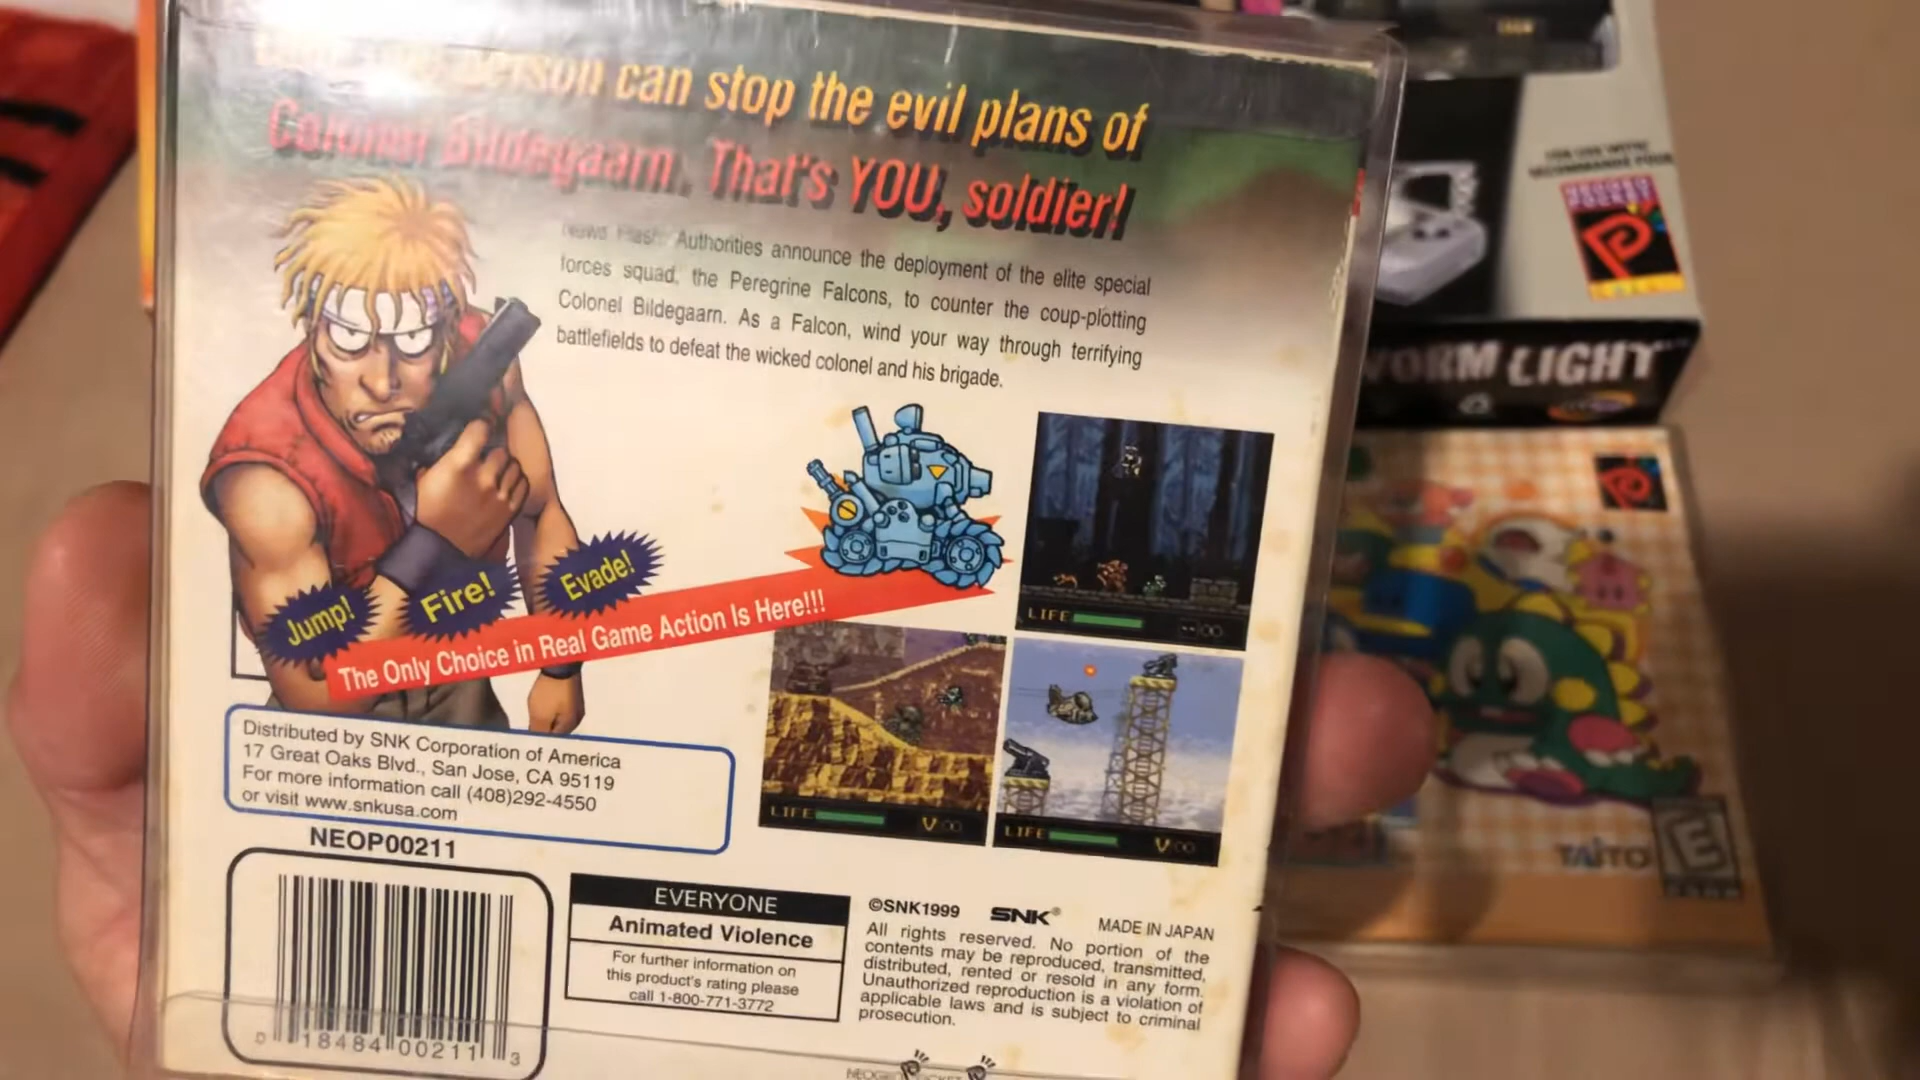 person can stop the evil plans of
Colonel Bildegaarn. That's YOU, soldier!
News Flash: Authorities announce the deployment of the elite special
forces squad, the Peregrine Falcons, to counter the coup-plotting
Colonel Bildegaarn. As a Falcon, wind your way through terrifying
battlefields to defeat the wicked colonel and his brigade.
Jump!
Fire!
Evade!
The Only Choice in Real Game Action Is Here!!!
LIFE
LIFE
LIFE
Distributed by SNK Corporation of America
17 Great Oaks Blvd., San Jose, CA 95119
For more information call (408)292-4550
or visit www.snkusa.com
NEOP00211
0 18484 00211 3
EVERYONE
Animated Violence
For further information on
this product's rating please
call 1-800-771-3772
©SNK1999 SNK® MADE IN JAPAN
All rights reserved. No portion of the
contents may be reproduced, transmitted,
distributed, rented or resold in any form.
Unauthorized reproduction is a violation of
applicable laws and is subject to criminal
prosecution.
WORM LIGHT
TAITO
E